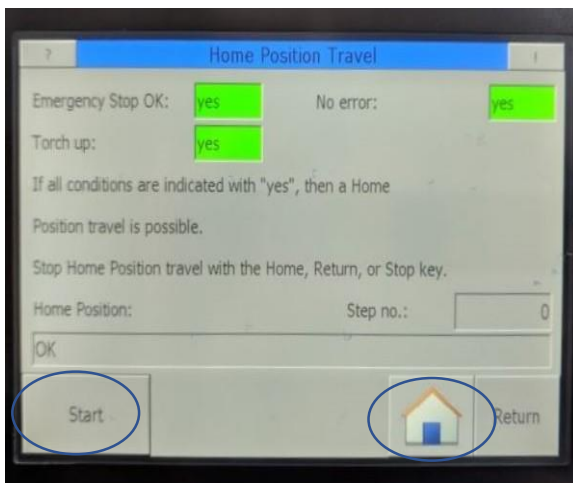 ? Home Position Travel !
Emergency Stop OK: yes No error: yes
Torch up: yes
If all conditions are indicated with "yes", then a Home
Position travel is possible.
Stop Home Position travel with the Home, Return, or Stop key.
Home Position: Step no.: 0
OK
Start Return